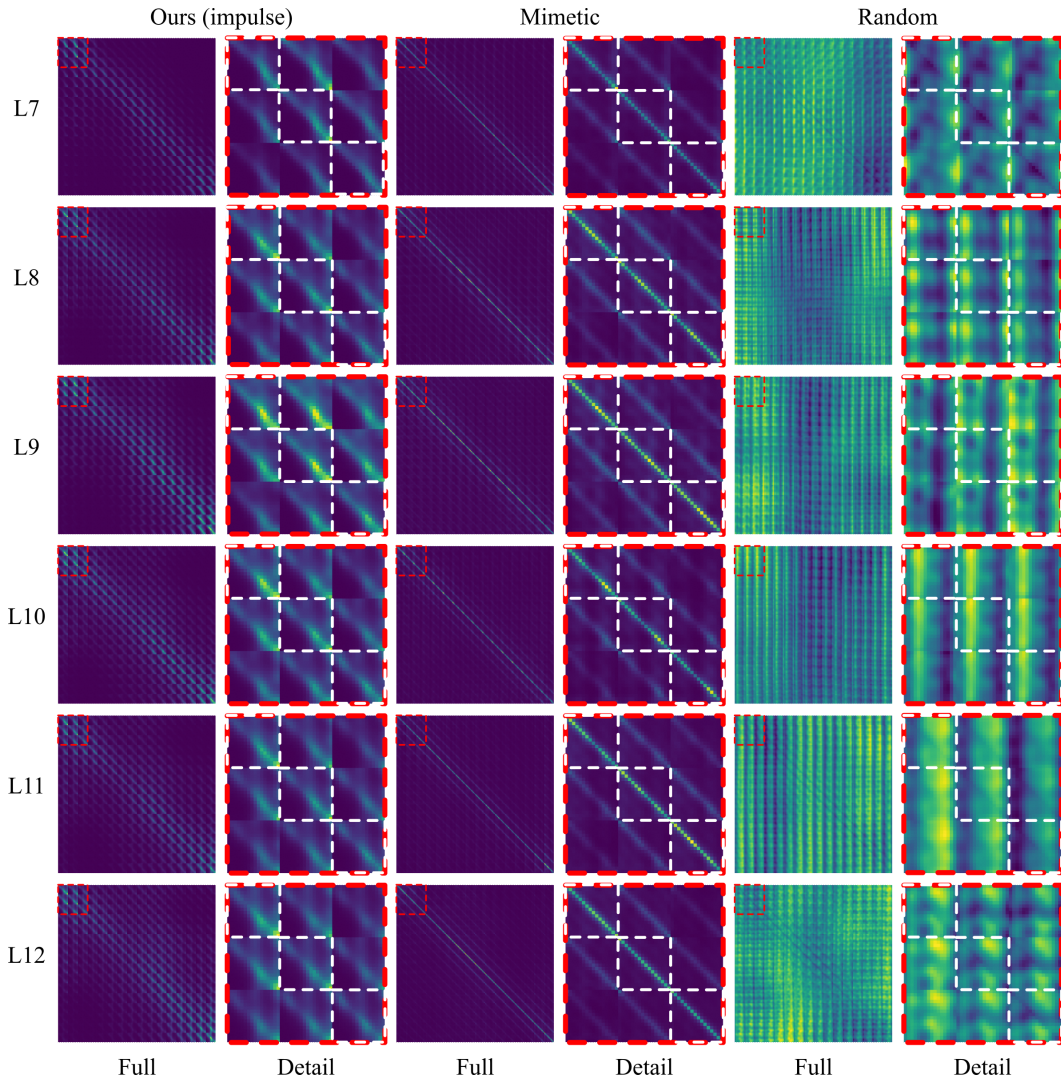 Ours (impulse) Mimetic Random
L7
L8
L9
L10
L11
L12
Full Detail Full Detail Full Detail